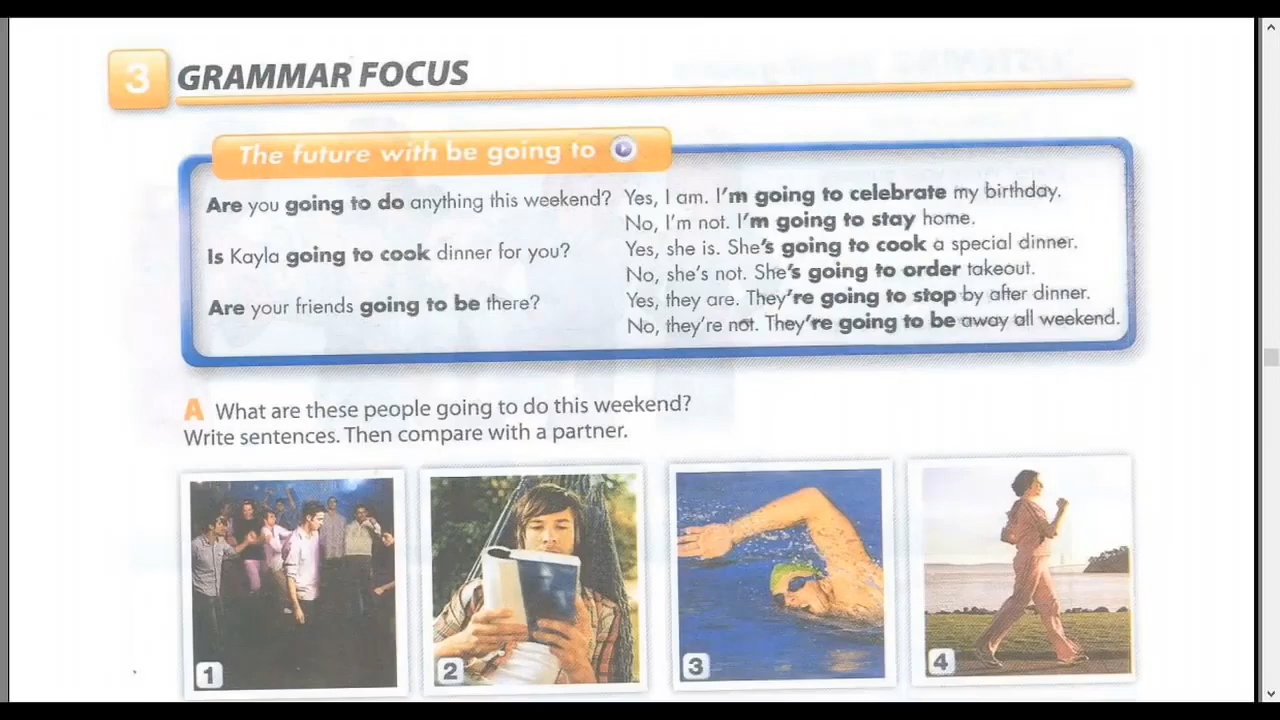 3 GRAMMAR FOCUS
The future with be going to
Are you going to do anything this weekend? Yes, I am. I'm going to celebrate my birthday.
No, I'm not. I'm going to stay home.
Is Kayla going to cook dinner for you? Yes, she is. She's going to cook a special dinner.
No, she's not. She's going to order takeout.
Are your friends going to be there? Yes, they are. They're going to stop by after dinner.
No, they're not. They're going to be away all weekend.
A What are these people going to do this weekend?
Write sentences. Then compare with a partner.
1 2 3 4